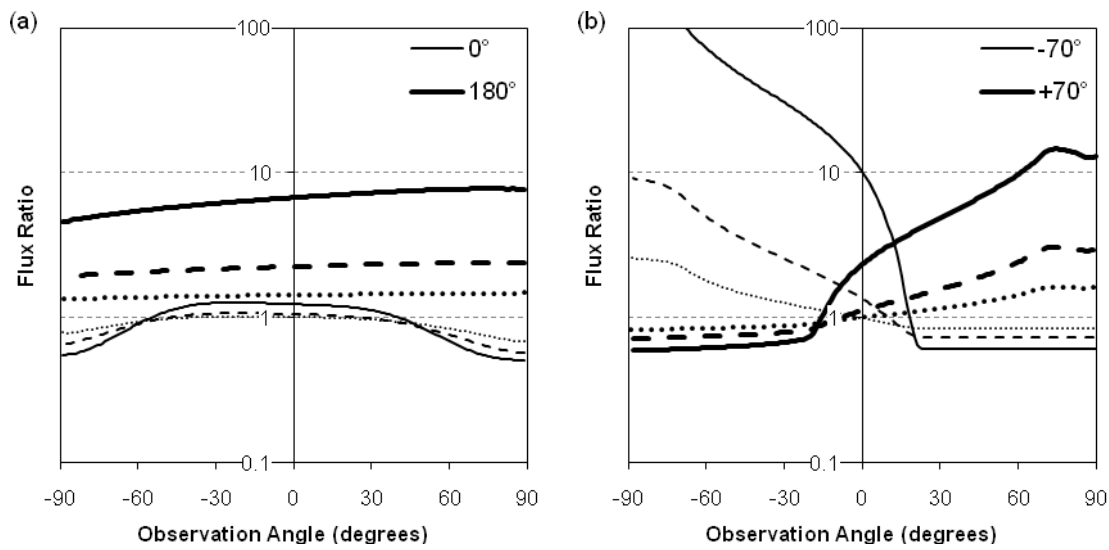 (a)
100
10
1
0.1
0°
180°
Flux Ratio
-90 -60 -30 0 30 60 90
Observation Angle (degrees)
(b)
100
10
1
0.1
-70°
+70°
Flux Ratio
-90 -60 -30 0 30 60 90
Observation Angle (degrees)